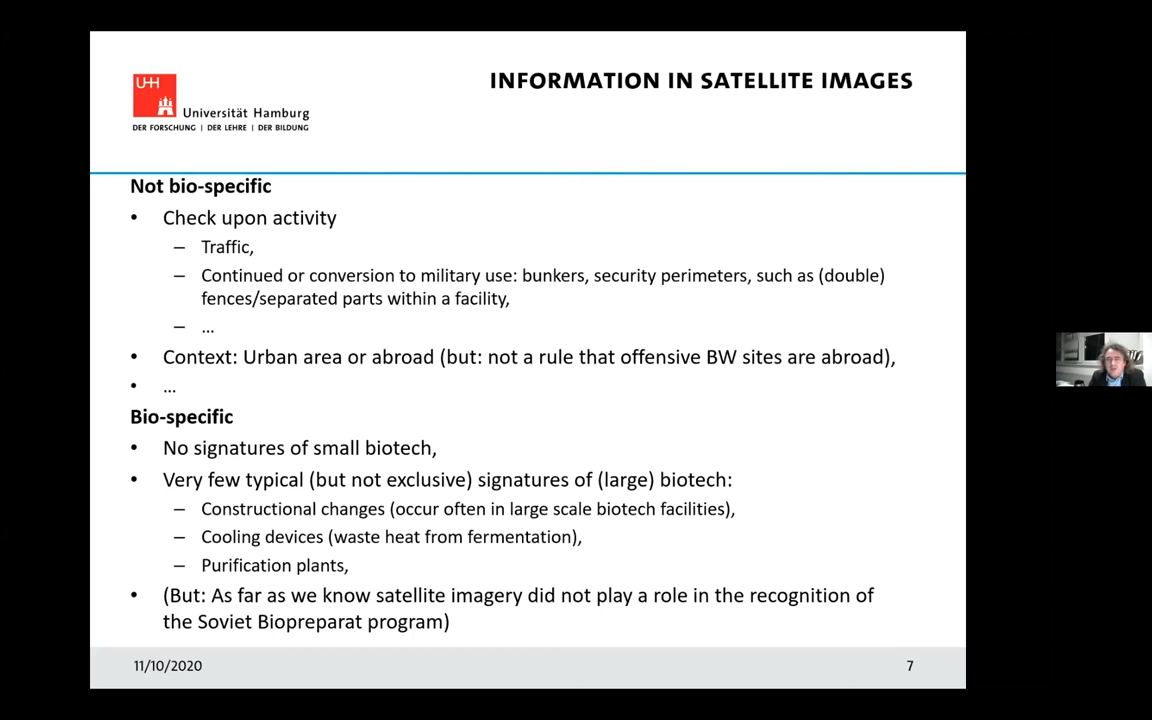 UHH
INFORMATION IN SATELLITE IMAGES
Universität Hamburg
DER FORSCHUNG | DER LEHRE | DER BILDUNG
Not bio-specific
• Check upon activity
– Traffic,
– Continued or conversion to military use: bunkers, security perimeters, such as (double)
fences/separated parts within a facility,
– …
• Context: Urban area or abroad (but: not a rule that offensive BW sites are abroad),
• …
Bio-specific
• No signatures of small biotech,
• Very few typical (but not exclusive) signatures of (large) biotech:
– Constructional changes (occur often in large scale biotech facilities),
– Cooling devices (waste heat from fermentation),
– Purification plants,
• (But: As far as we know satellite imagery did not play a role in the recognition of
the Soviet Biopreparat program)
11/10/2020
7